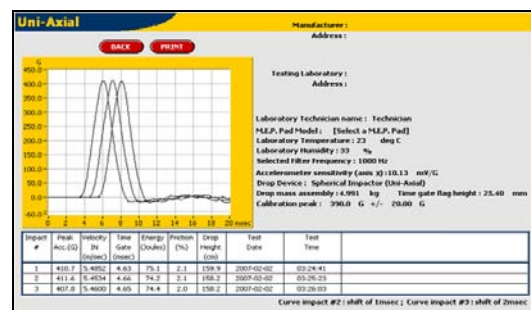 Uni-Axial
Manufacturer :
Address :
BACK PRINT
G
450.0
400.0
350.0
300.0
250.0
200.0
150.0
100.0
50.0
0.0
-60.0
0 2 4 6 8 10 12 14 16 18 20 msec
Testing Laboratory :
Address :
Laboratory Technician name : Technician
M.E.P. Pad Model : [Select a M.E.P. Pad]
Laboratory Temperature : 23 deg C
Laboratory Humidity : 33 %
Selected Filter Frequency : 1000 Hz
Accelerometer sensitivity (axis z) :10.13 mV/G
Drop Device : Spherical Impactor (Uni-Axial)
Drop mass assembly : 4.991 kg Time gate flag height : 25.40 mm
Calibration peak : 390.0 G +/- 20.00 G
Impact # Peak Acc.(G) Velocity IN (m/sec) Time Gate (msec) Energy (Joules) Friction (%) Drop Height (cm) Test Date Test Time
1 410.7 5.4852 4.63 75.1 2.1 159.9 2007-02-02 03:24:41
2 411.6 5.4534 4.66 74.2 2.1 158.2 2007-02-02 03:25:23
3 407.8 5.4600 4.65 74.4 2.0 158.2 2007-02-02 03:26:03
Curve impact #2 : shift of 1msec ; Curve impact #3 : shift of 2msec